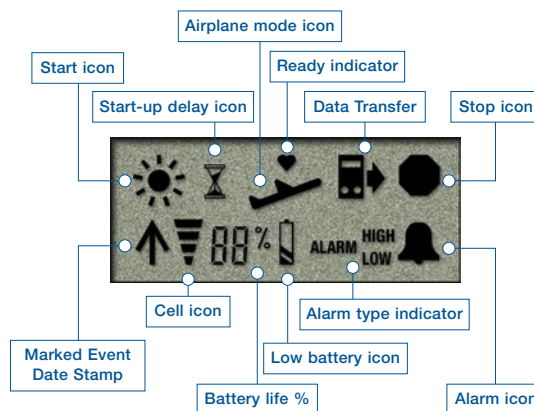 Airplane mode icon
Start icon
Ready indicator
Start-up delay icon
Data Transfer
Stop icon
88%
ALARM
HIGH
LOW
Cell icon
Alarm type indicator
Marked Event
Date Stamp
Low battery icon
Battery life %
Alarm icon